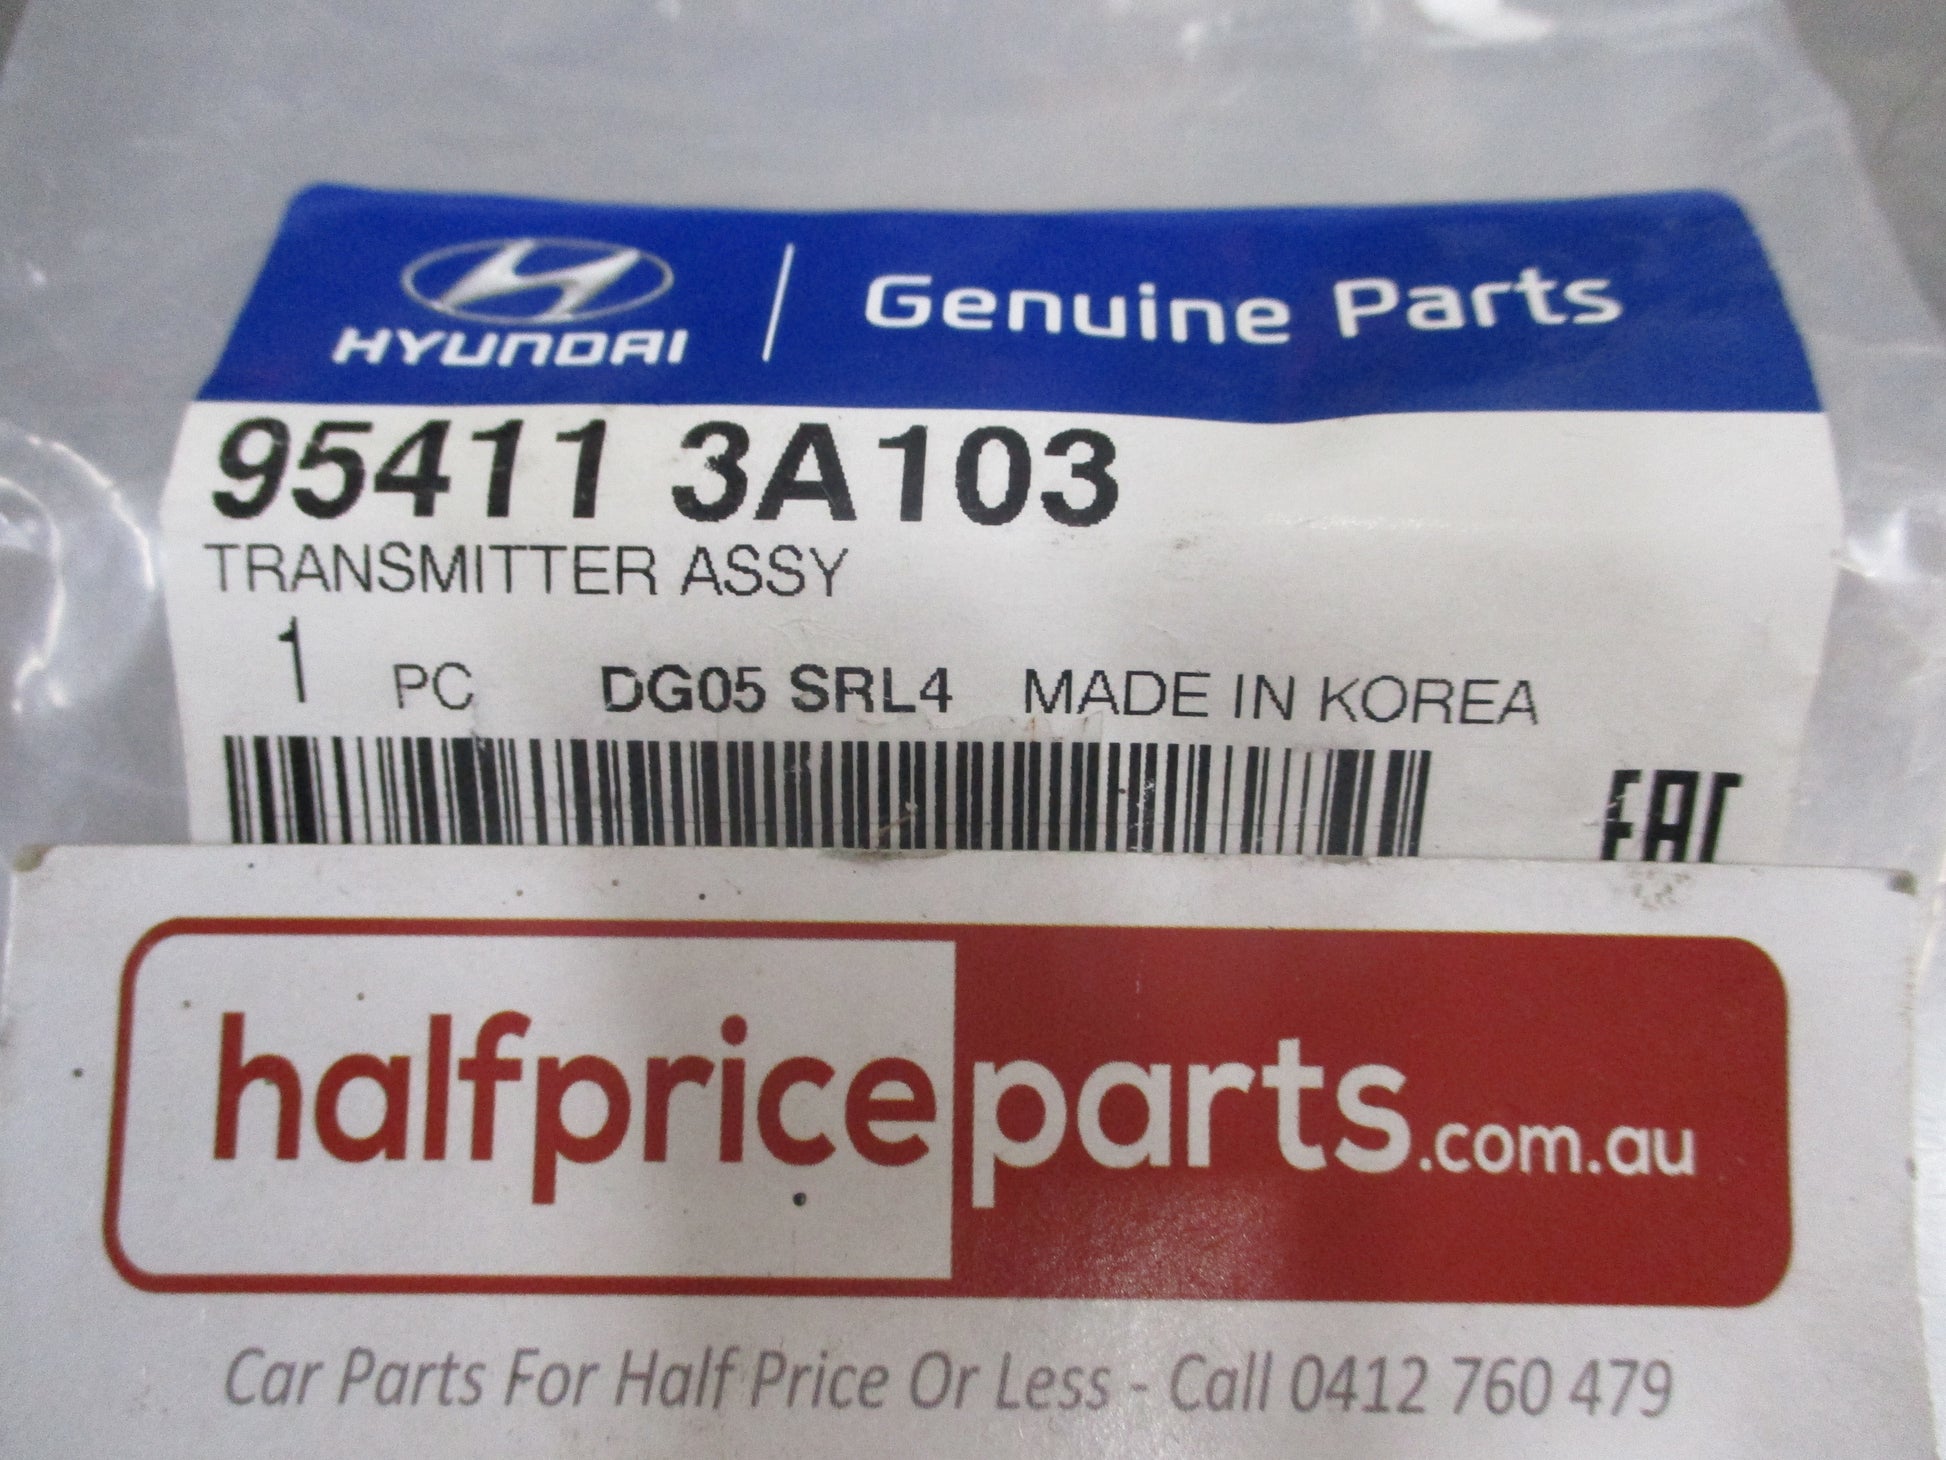 HYUNDAI | Genuine Parts
95411 3A103
TRANSMITTER ASSY
1 PC DG05 SRL4 MADE IN KOREA
EAC
halfpriceparts.com.au
Car Parts For Half Price Or Less - Call 0412 760 479